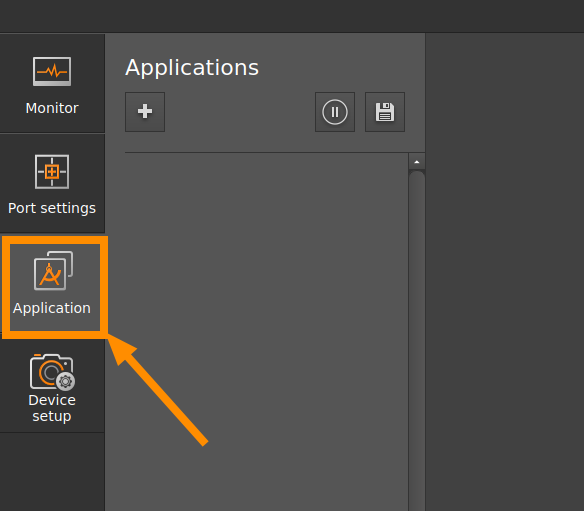 Applications
Monitor
Port settings
Application
Device
setup